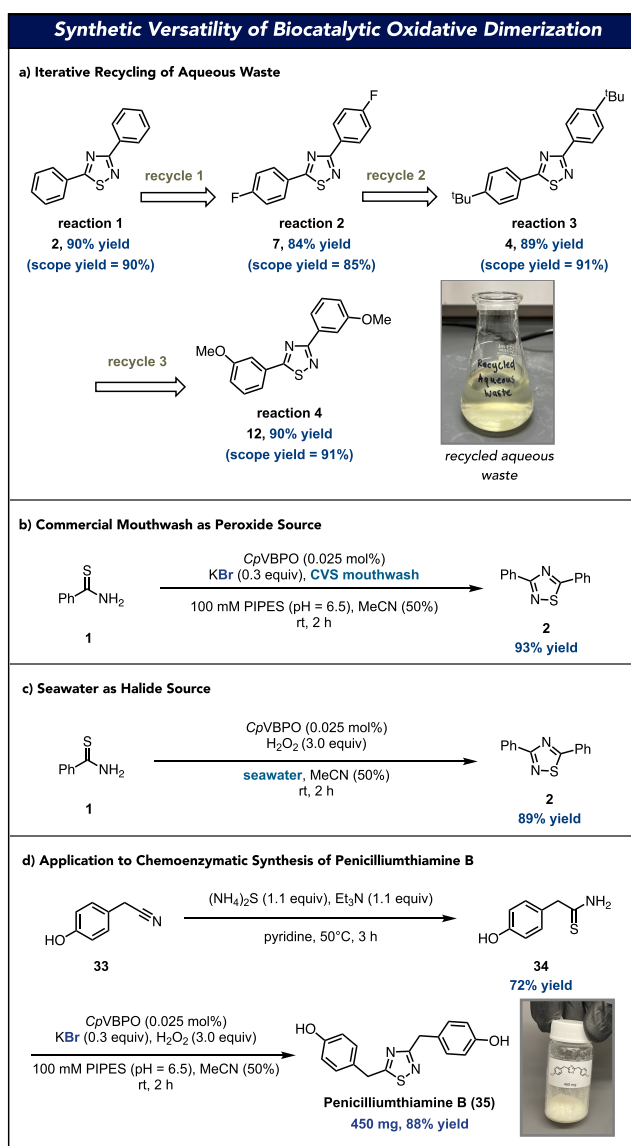 Synthetic Versatility of Biocatalytic Oxidative Dimerization
a) Iterative Recycling of Aqueous Waste
N
N
S
reaction 1
2, 90% yield
(scope yield = 90%)
recycle 1
F
N
N
S
F
reaction 2
7, 84% yield
(scope yield = 85%)
recycle 2
tBu
N
N
S
tBu
reaction 3
4, 89% yield
(scope yield = 91%)
recycle 3
OMe
MeO
N
N
S
reaction 4
12, 90% yield
(scope yield = 91%)
Recycled
Aqueous
Waste
recycled aqueous
waste
b) Commercial Mouthwash as Peroxide Source
S
Ph
NH2
1
CpVBPO (0.025 mol%)
KBr (0.3 equiv), CVS mouthwash
100 mM PIPES (pH = 6.5), MeCN (50%)
rt, 2 h
Ph
N
Ph
N
S
2
93% yield
c) Seawater as Halide Source
S
Ph
NH2
1
CpVBPO (0.025 mol%)
H2O2 (3.0 equiv)
seawater, MeCN (50%)
rt, 2 h
Ph
N
Ph
N
S
2
89% yield
d) Application to Chemoenzymatic Synthesis of Penicilliumthiamine B
HO
N
33
(NH4)2S (1.1 equiv), Et3N (1.1 equiv)
pyridine, 50°C, 3 h
NH2
S
HO
34
72% yield
CpVBPO (0.025 mol%)
KBr (0.3 equiv), H2O2 (3.0 equiv)
100 mM PIPES (pH = 6.5), MeCN (50%)
rt, 2 h
HO
OH
N
N
S
Penicilliumthiamine B (35)
450 mg, 88% yield